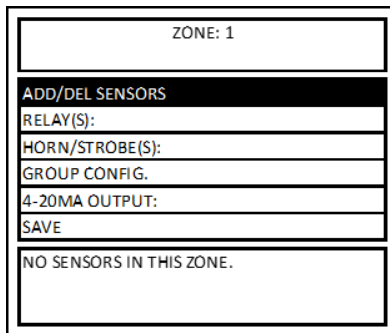 ZONE: 1
ADD/DEL SENSORS
RELAY(S):
HORN/STROBE(S):
GROUP CONFIG.
4-20MA OUTPUT:
SAVE
NO SENSORS IN THIS ZONE.